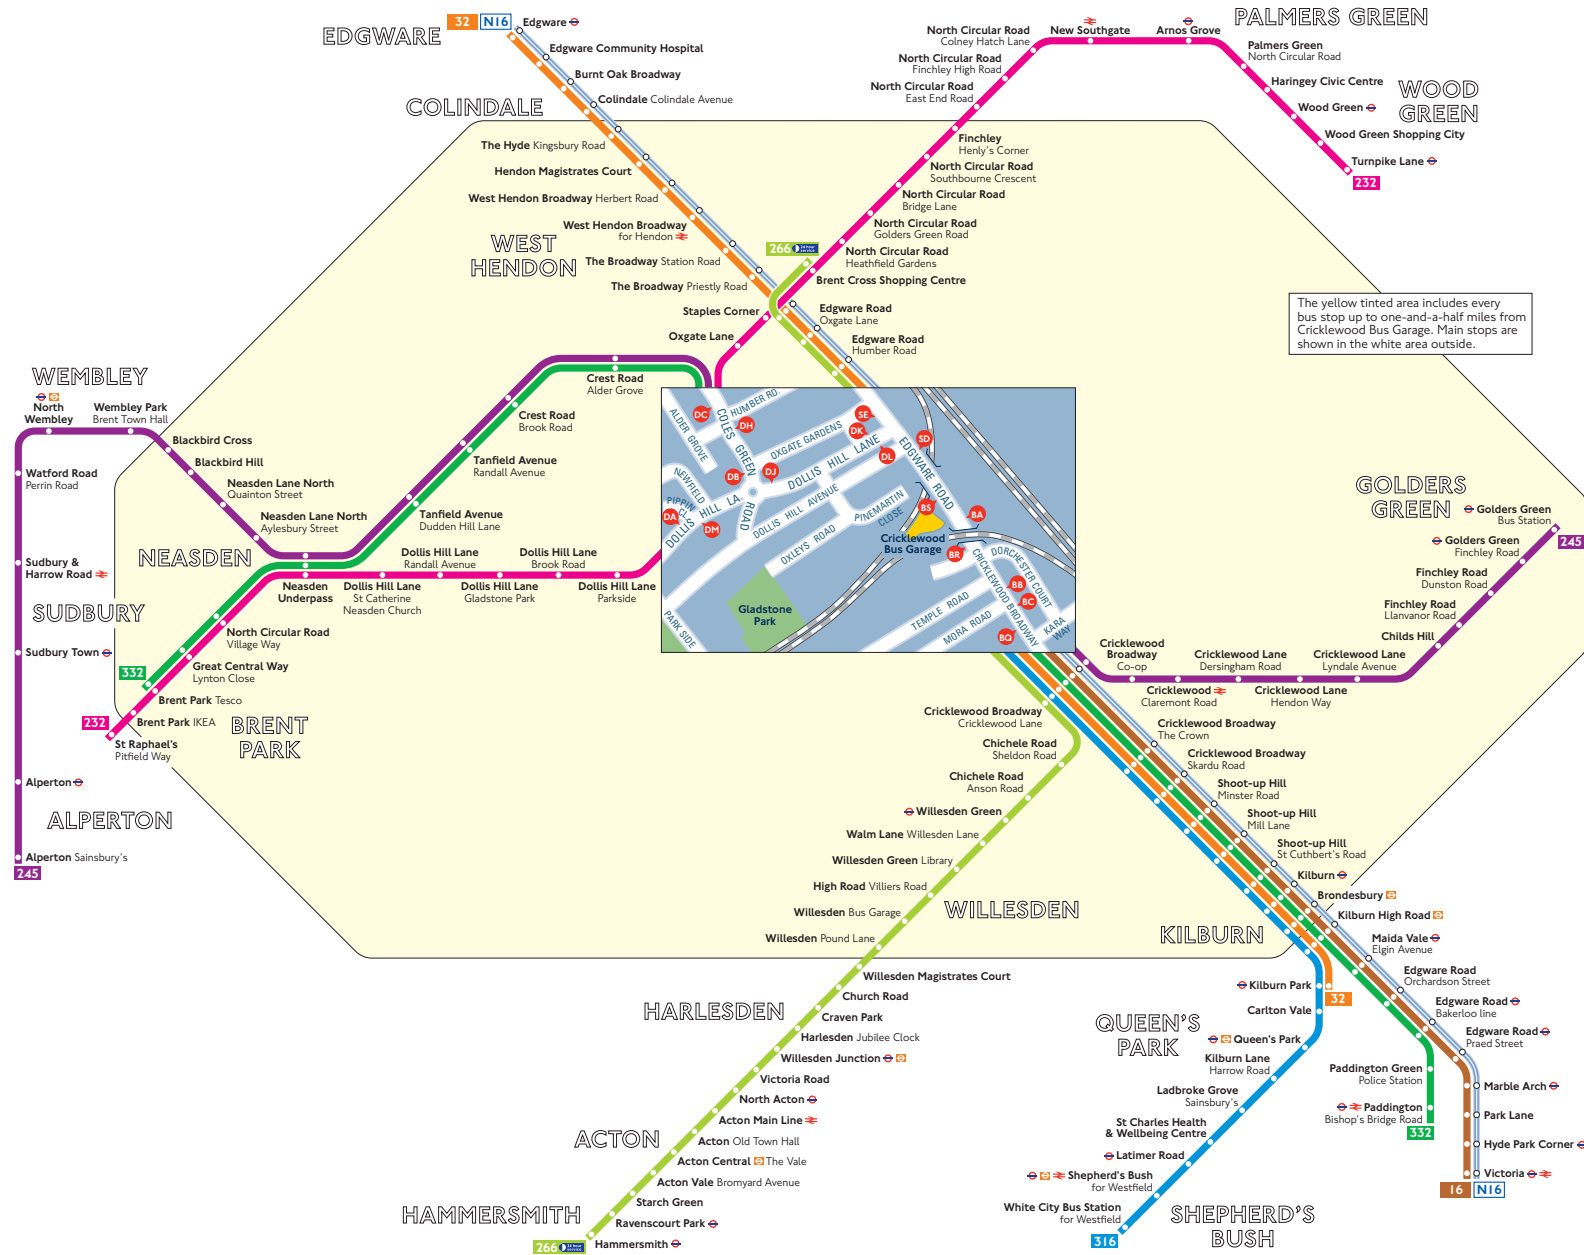 EDGWARE
32
N16
Edgware
Edgware Community Hospital
Burnt Oak Broadway
Colindale Colindale Avenue
COLINDALE
The Hyde Kingsbury Road
Hendon Magistrates Court
West Hendon Broadway Herbert Road
West Hendon Broadway
for Hendon
WEST
HENDON
The Broadway Station Road
The Broadway Priestly Road
Staples Corner
Oxgate Lane
266 24 hour
service
PALMERS GREEN
North Circular Road
Colney Hatch Lane
New Southgate
Arnos Grove
North Circular Road
Finchley High Road
North Circular Road
East End Road
Palmers Green
North Circular Road
Haringey Civic Centre
WOOD
GREEN
Wood Green
Wood Green Shopping City
Turnpike Lane
232
Finchley
Henly's Corner
North Circular Road
Southbourne Crescent
North Circular Road
Bridge Lane
North Circular Road
Golders Green Road
North Circular Road
Heathfield Gardens
Brent Cross Shopping Centre
Edgware Road
Oxgate Lane
Edgware Road
Humber Road
The yellow tinted area includes every
bus stop up to one-and-a-half miles from
Cricklewood Bus Garage. Main stops are
shown in the white area outside.
WEMBLEY
North
Wembley
Wembley Park
Brent Town Hall
Blackbird Cross
Blackbird Hill
Neasden Lane North
Quainton Street
Neasden Lane North
Aylesbury Street
Watford Road
Perrin Road
Sudbury &
Harrow Road
SUDBURY
Sudbury Town
Alperton
ALPERTON
Alperton Sainsbury's
245
NEASDEN
Crest Road
Alder Grove
Crest Road
Brook Road
Tanfield Avenue
Randall Avenue
Tanfield Avenue
Dudden Hill Lane
Dollis Hill Lane
Randall Avenue
Dollis Hill Lane
Brook Road
Neasden
Underpass
Dollis Hill Lane
St Catherine
Neasden Church
Dollis Hill Lane
Gladstone Park
Dollis Hill Lane
Parkside
North Circular Road
Village Way
Great Central Way
Lynton Close
332
Brent Park Tesco
Brent Park IKEA
232
St Raphael's
Pitfield Way
BRENT
PARK
ALDER GROVE
HUMBER RD.
COLES GREEN
ROAD
OXGATE GARDENS
DOLLIS HILL LANE
EDGWARE ROAD
NEWFIELD
PIPPIN
CL.
DOLLIS HILL LA.
DOLLIS HILL AVENUE
OXLEYS ROAD
PINEMARTIN
CLOSE
Cricklewood
Bus Garage
Gladstone
Park
PARK SIDE
TEMPLE ROAD
MORA ROAD
CRICKLEWOOD BROADWAY
DORCHESTER COURT
KARA
WAY
DC
DH
SE
DK
SD
DL
DB
DJ
DA
DM
BS
BA
BR
BB
BC
BQ
GOLDERS
GREEN
Golders Green
Bus Station
245
Golders Green
Finchley Road
Finchley Road
Dunston Road
Finchley Road
Llanvanor Road
Childs Hill
Cricklewood
Broadway
Co-op
Cricklewood Lane
Dersingham Road
Cricklewood Lane
Lyndale Avenue
Cricklewood
Claremont Road
Cricklewood Lane
Hendon Way
Cricklewood Broadway
The Crown
Cricklewood Broadway
Skardu Road
Shoot-up Hill
Minster Road
Shoot-up Hill
Mill Lane
Shoot-up Hill
St Cuthbert's Road
Kilburn
Brondesbury
Kilburn High Road
KILBURN
Maida Vale
Elgin Avenue
Edgware Road
Orchardson Street
Edgware Road
Bakerloo line
Edgware Road
Praed Street
Marble Arch
Park Lane
Hyde Park Corner
Victoria
16
N16
Paddington Green
Police Station
Paddington
Bishop's Bridge Road
332
Kilburn Park
32
Carlton Vale
QUEEN'S
PARK
Queen's Park
Kilburn Lane
Harrow Road
Ladbroke Grove
Sainsbury's
St Charles Health
& Wellbeing Centre
Latimer Road
Shepherd's Bush
for Westfield
White City Bus Station
for Westfield
316
SHEPHERD'S
BUSH
Cricklewood Broadway
Cricklewood Lane
Chichele Road
Sheldon Road
Chichele Road
Anson Road
Willesden Green
Walm Lane Willesden Lane
Willesden Green Library
High Road Villiers Road
WILLESDEN
Willesden Bus Garage
Willesden Pound Lane
Willesden Magistrates Court
Church Road
HARLESDEN
Craven Park
Harlesden Jubilee Clock
Willesden Junction
Victoria Road
North Acton
Acton Main Line
ACTON
Acton Old Town Hall
Acton Central The Vale
Acton Vale Bromyard Avenue
Starch Green
HAMMERSMITH
Ravenscourt Park
266 24 hour
service
Hammersmith